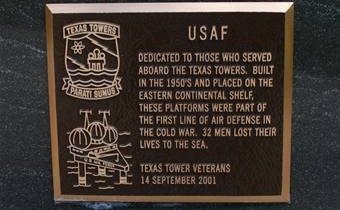 USAF
TEXAS TOWERS
PARATI SUMUS
DEDICATED TO THOSE WHO SERVED
ABOARD THE TEXAS TOWERS. BUILT
IN THE 1950'S AND PLACED ON THE
EASTERN CONTINENTAL SHELF,
THESE PLATFORMS WERE PART OF
THE FIRST LINE OF AIR DEFENSE IN
THE COLD WAR. 32 MEN LOST THEIR
LIVES TO THE SEA.
TEXAS TOWER VETERANS
14 SEPTEMBER 2001